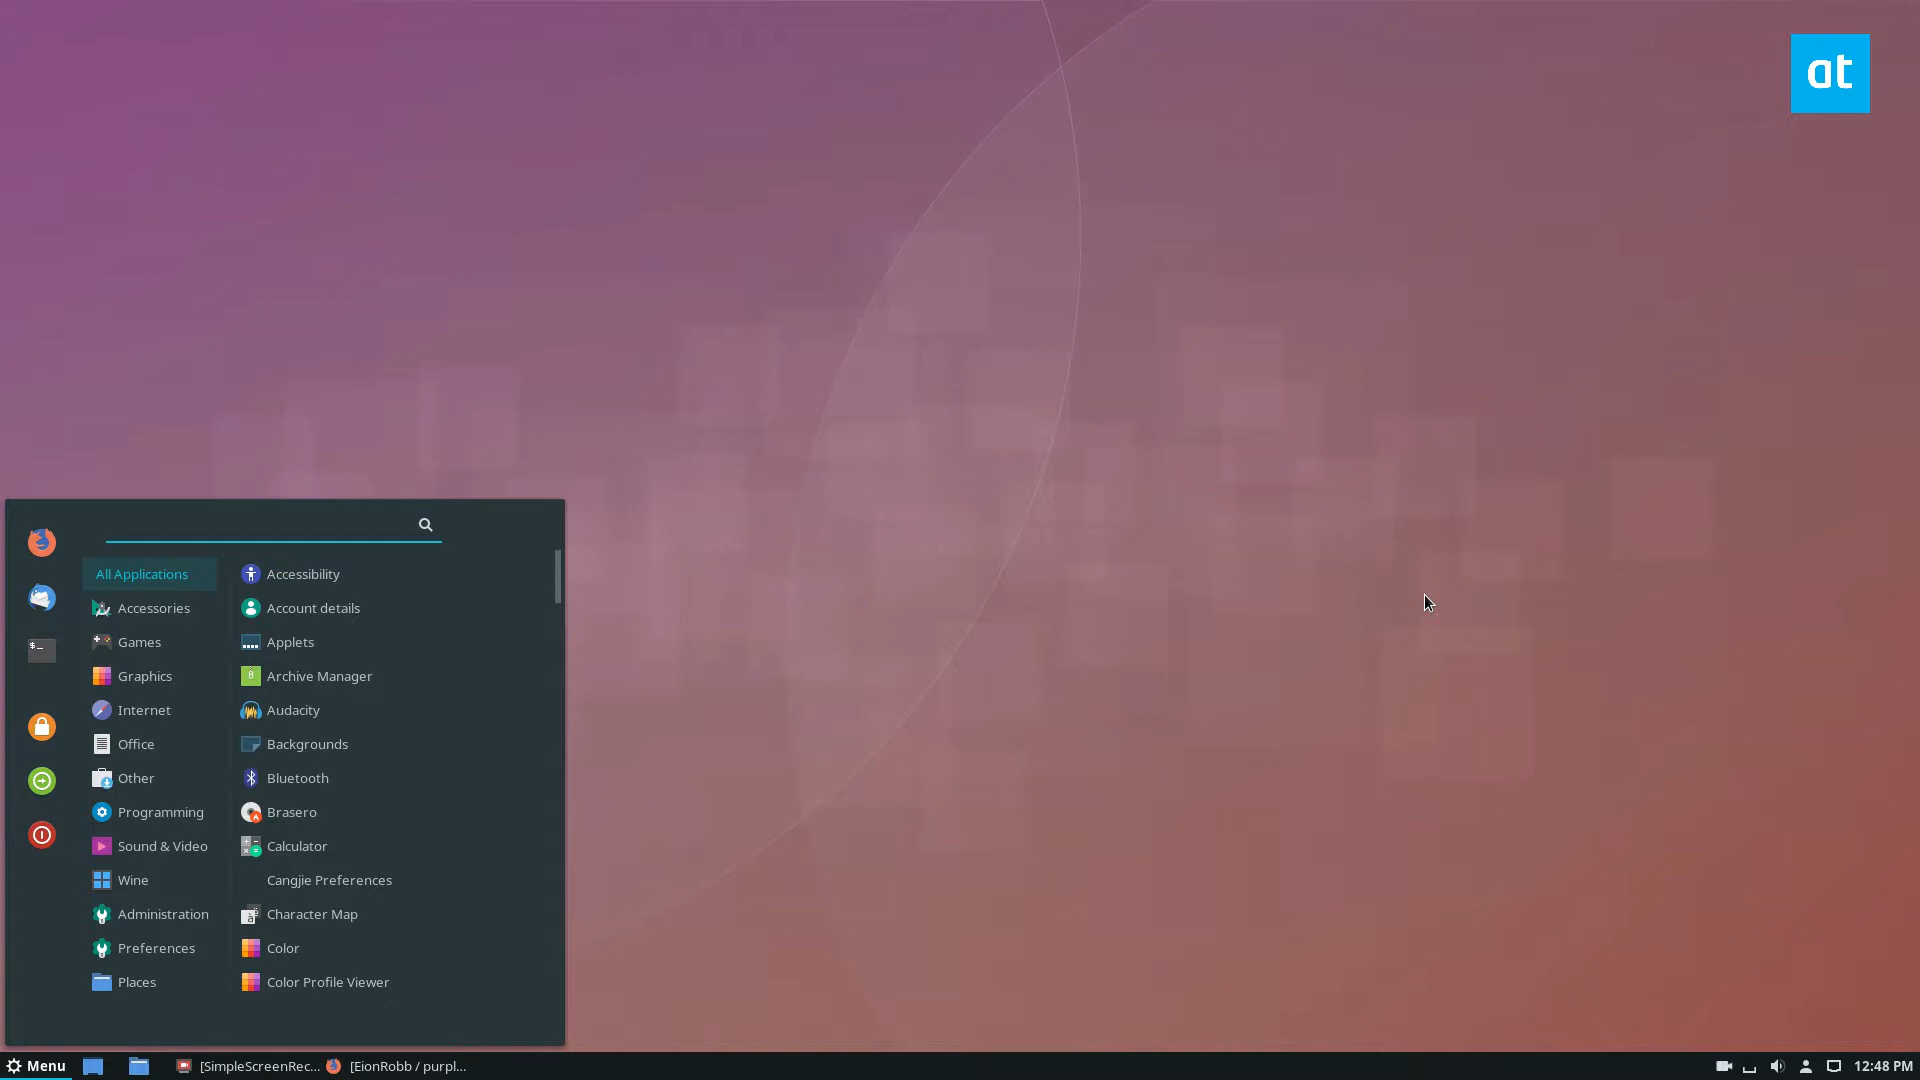 at
All Applications
Accessories
Games
Graphics
Internet
Office
Other
Programming
Sound & Video
Wine
Administration
Preferences
Places
Accessibility
Account details
Applets
Archive Manager
Audacity
Backgrounds
Bluetooth
Brasero
Calculator
Cangjie Preferences
Character Map
Color
Color Profile Viewer
Menu
[SimpleScreenRec...
[EionRobb / purpl...
12:48 PM